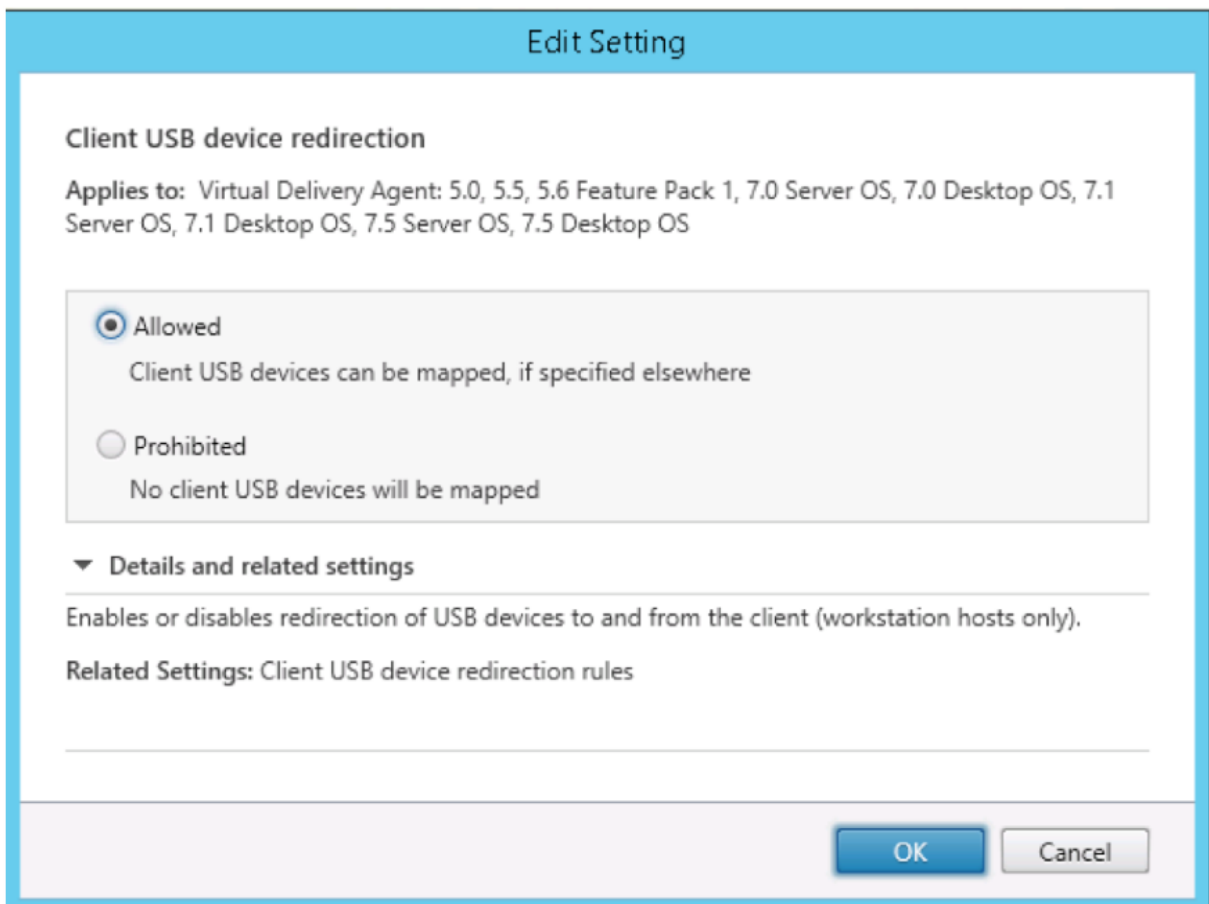 Edit Setting
Client USB device redirection
Applies to: Virtual Delivery Agent: 5.0, 5.5, 5.6 Feature Pack 1, 7.0 Server OS, 7.0 Desktop OS, 7.1
Server OS, 7.1 Desktop OS, 7.5 Server OS, 7.5 Desktop OS
Allowed
Client USB devices can be mapped, if specified elsewhere
Prohibited
No client USB devices will be mapped
Details and related settings
Enables or disables redirection of USB devices to and from the client (workstation hosts only).
Related Settings: Client USB device redirection rules
OK
Cancel